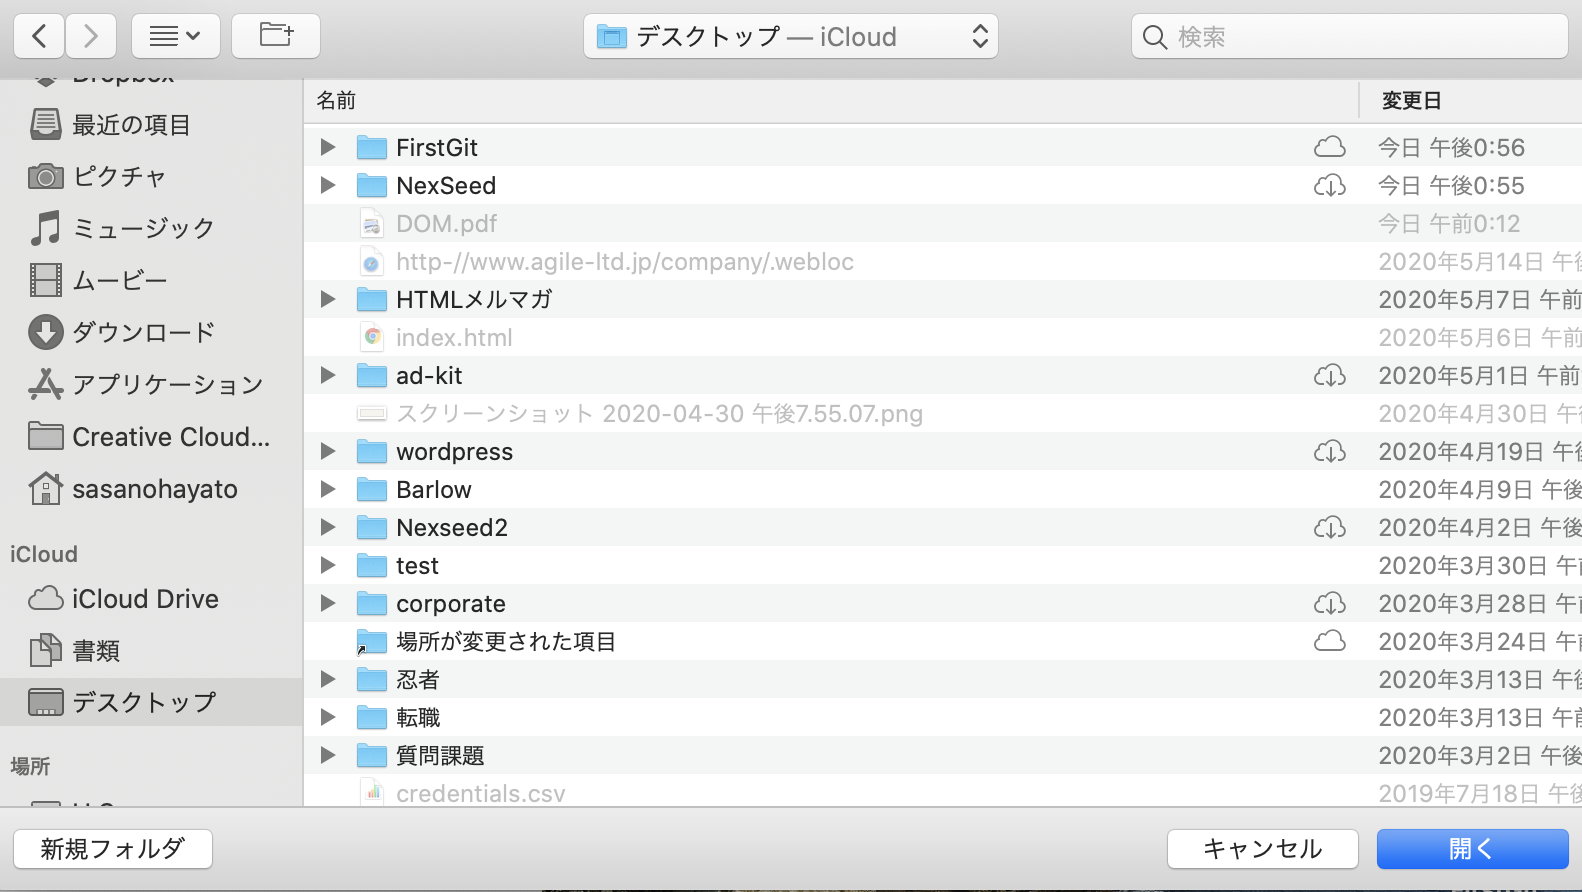 デスクトップ — iCloud
検索
Dropbox
最近の項目
ピクチャ
ミュージック
ムービー
ダウンロード
アプリケーション
Creative Cloud...
sasanohayato
iCloud
iCloud Drive
書類
デスクトップ
場所
名前 変更日
FirstGit 今日 午後0:56
NexSeed 今日 午後0:55
DOM.pdf 今日 午前0:12
http-//www.agile-ltd.jp/company/.webloc 2020年5月14日 午後
HTMLメルマガ 2020年5月7日 午前
index.html 2020年5月6日 午前
ad-kit 2020年5月1日 午前
スクリーンショット 2020-04-30 午後7.55.07.png 2020年4月30日 午後
wordpress 2020年4月19日 午後
Barlow 2020年4月9日 午後
Nexseed2 2020年4月2日 午後
test 2020年3月30日 午前
corporate 2020年3月28日 午前
場所が変更された項目 2020年3月24日 午前
忍者 2020年3月13日 午後
転職 2020年3月13日 午前
質問課題 2020年3月2日 午後
credentials.csv 2019年7月18日 午後
新規フォルダ
キャンセル
開く